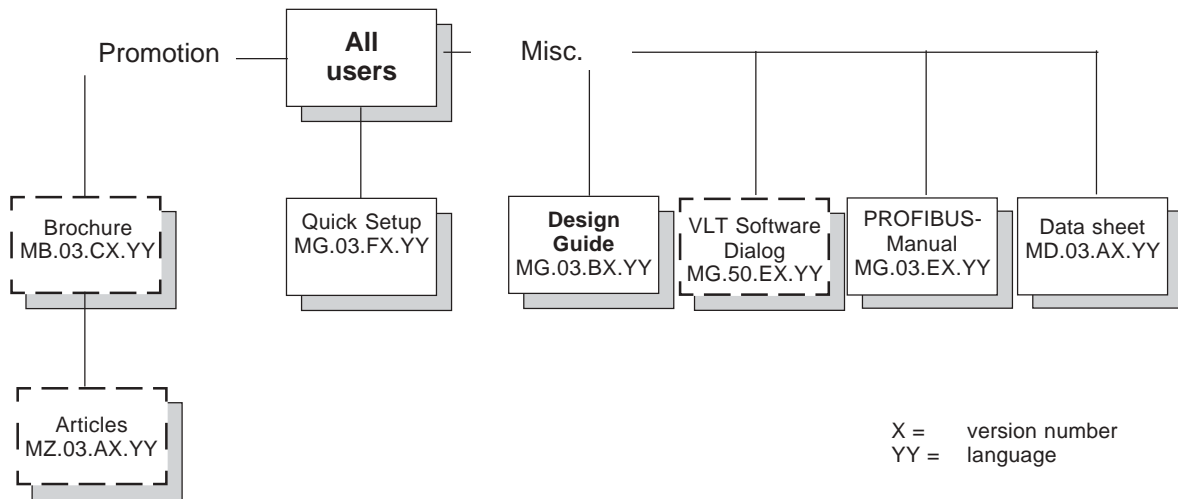 Promotion
All
users
Misc.
Brochure
MB.03.CX.YY
Quick Setup
MG.03.FX.YY
Design
Guide
MG.03.BX.YY
VLT Software
Dialog
MG.50.EX.YY
PROFIBUS-
Manual
MG.03.EX.YY
Data sheet
MD.03.AX.YY
Articles
MZ.03.AX.YY
X = version number
YY = language